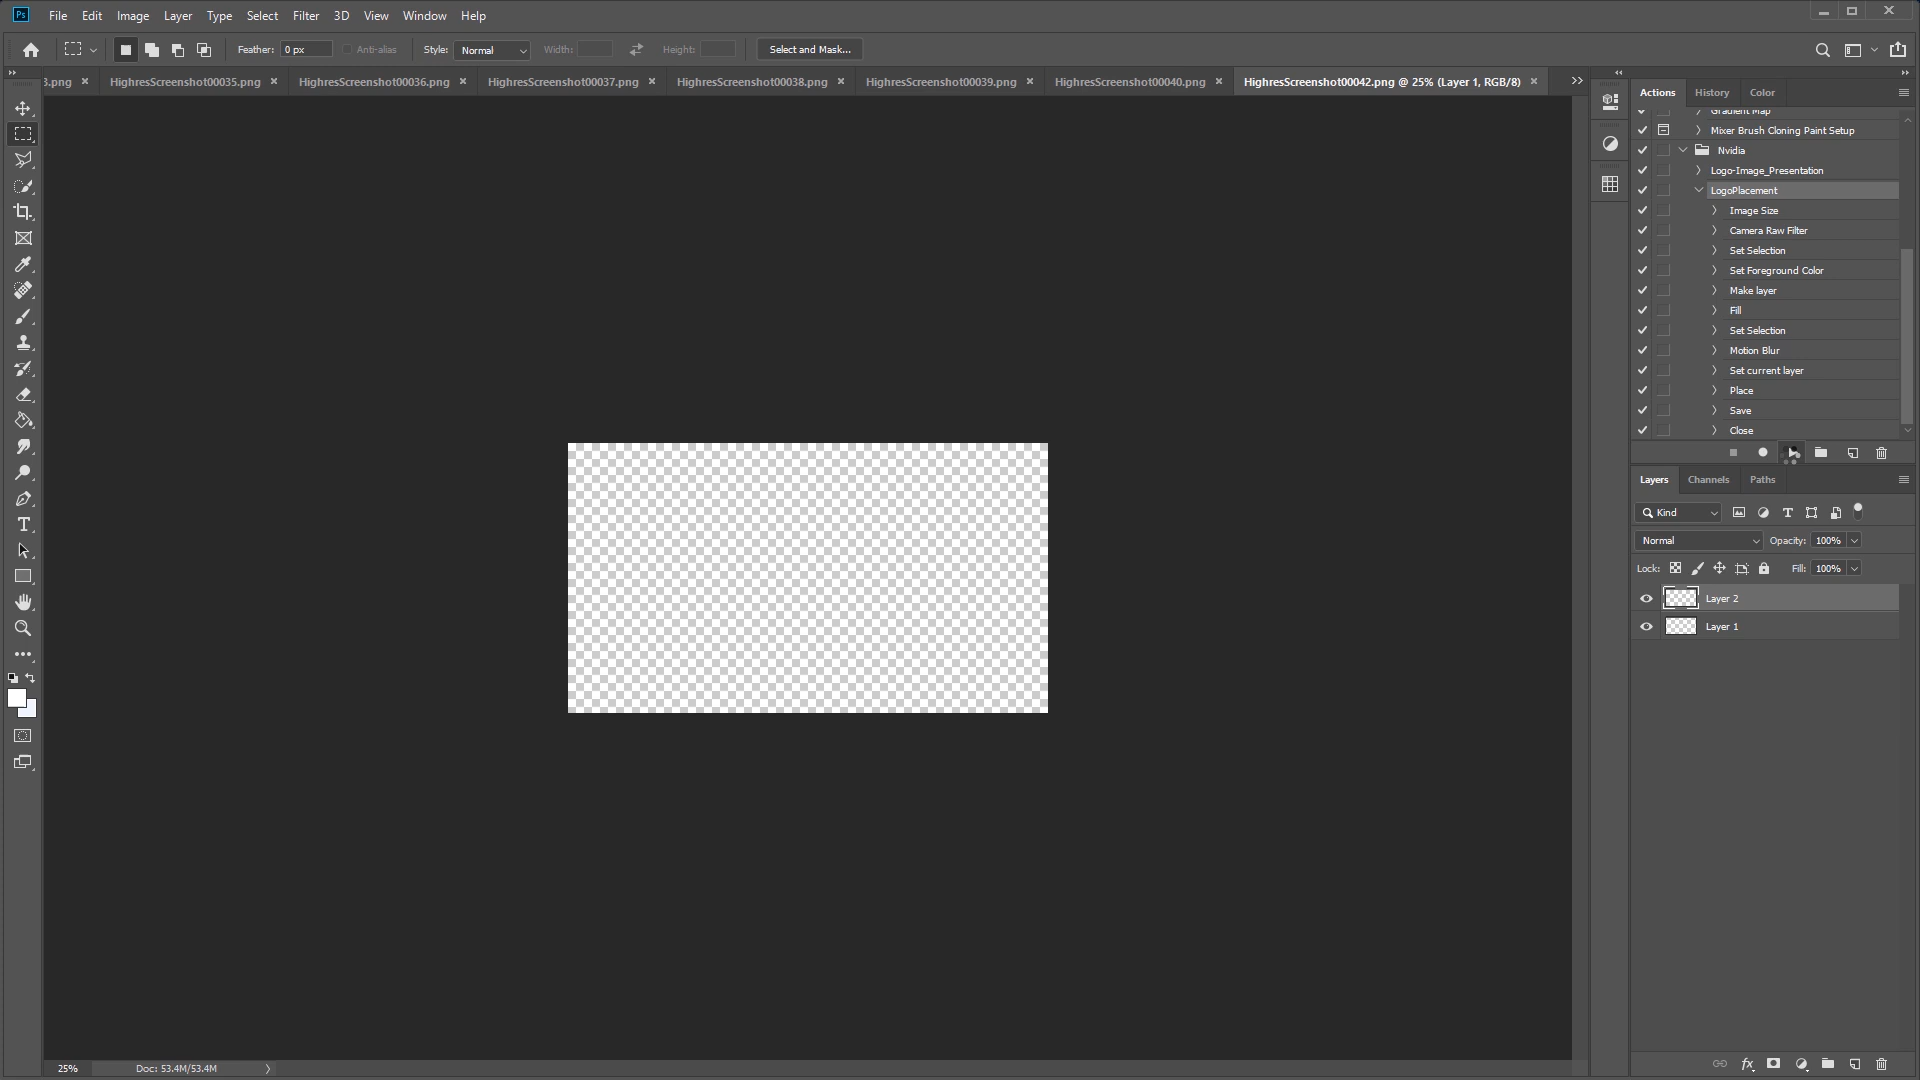 Ps File Edit Image Layer Type Select Filter 3D View Window Help
Feather: 0 px Anti-alias Style: Normal Width: Height: Select and Mask...
3.png HighresScreenshot00035.png HighresScreenshot00036.png HighresScreenshot00037.png HighresScreenshot00038.png HighresScreenshot00039.png HighresScreenshot00040.png HighresScreenshot00042.png @ 25% (Layer 1, RGB/8)
Actions History Color
Gradient Map
Mixer Brush Cloning Paint Setup
Nvidia
Logo-Image_Presentation
LogoPlacement
Image Size
Camera Raw Filter
Set Selection
Set Foreground Color
Make layer
Fill
Set Selection
Motion Blur
Set current layer
Place
Save
Close
Layers Channels Paths
Kind
Normal Opacity: 100%
Lock: Fill: 100%
Layer 2
Layer 1
25% Doc: 53.4M/53.4M